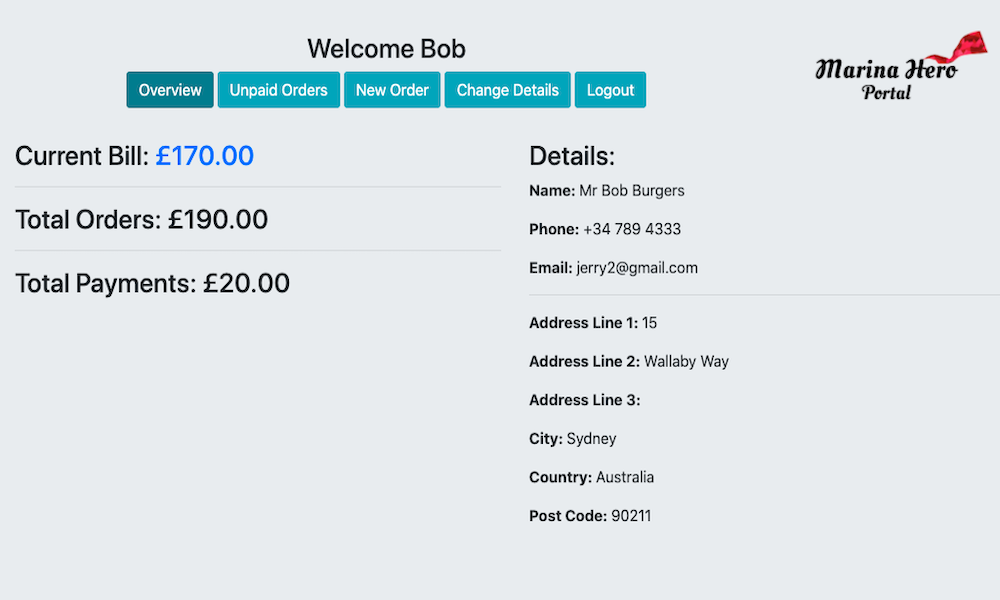 Welcome Bob
Marina Hero
Portal
Overview
Unpaid Orders
New Order
Change Details
Logout
Current Bill: £170.00
Total Orders: £190.00
Total Payments: £20.00
Details:
Name: Mr Bob Burgers
Phone: +34 789 4333
Email: jerry2@gmail.com
Address Line 1: 15
Address Line 2: Wallaby Way
Address Line 3:
City: Sydney
Country: Australia
Post Code: 90211